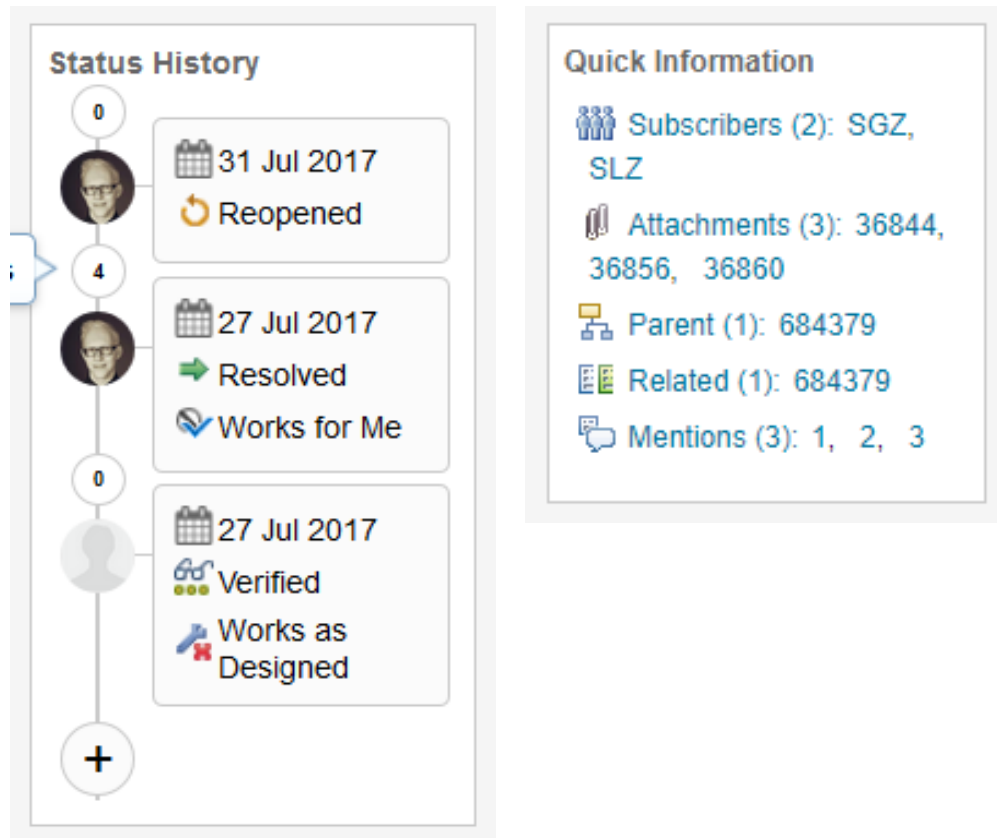 Status History
0
31 Jul 2017
Reopened
s
4
27 Jul 2017
Resolved
Works for Me
0
27 Jul 2017
Verified
Works as
Designed
+
Quick Information
Subscribers (2): SGZ,
SLZ
Attachments (3): 36844,
36856, 36860
Parent (1): 684379
Related (1): 684379
Mentions (3): 1, 2, 3